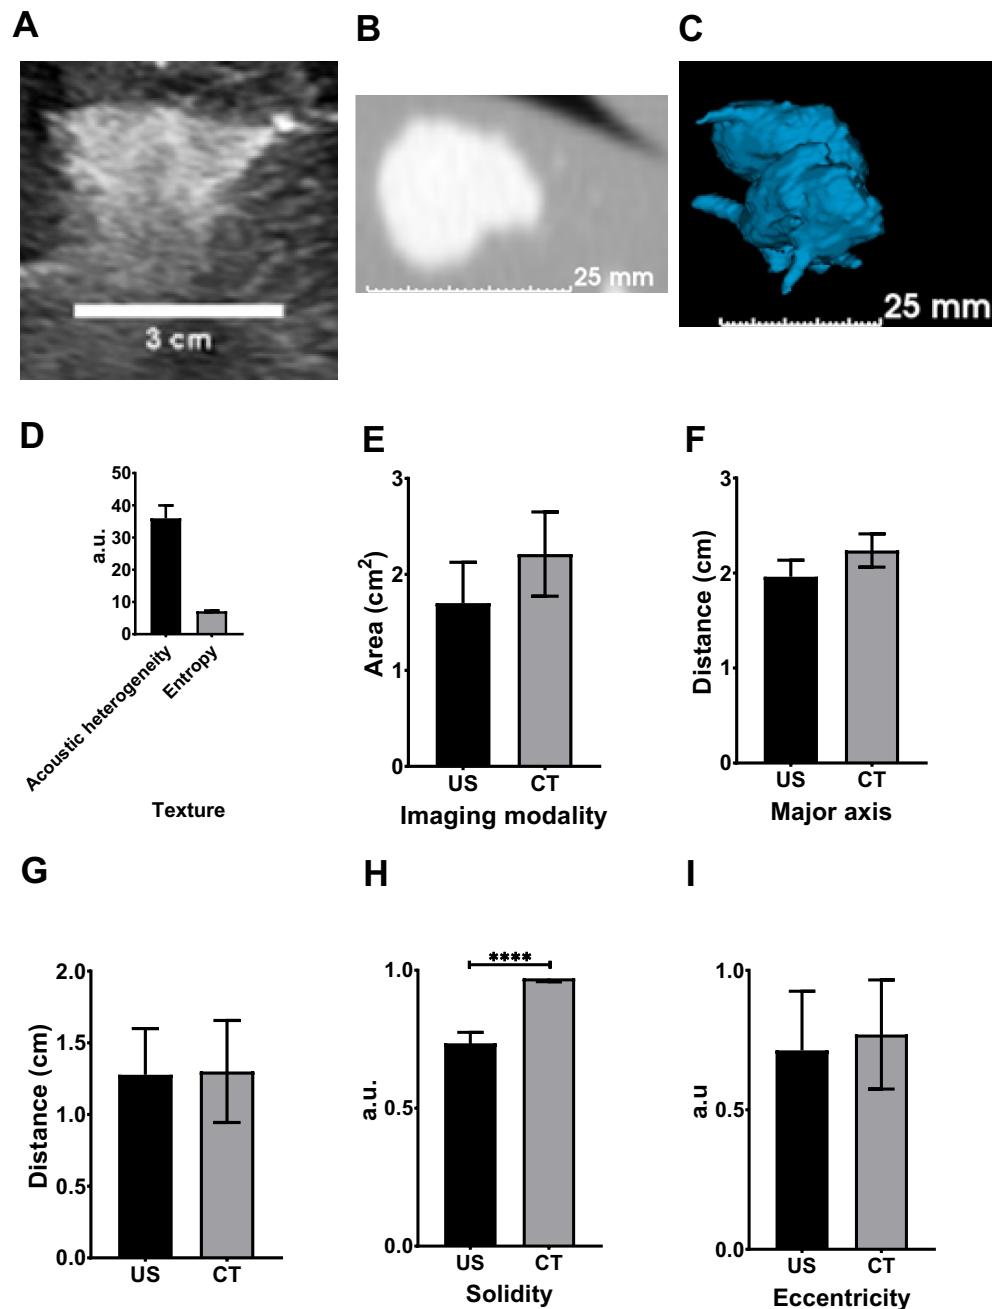 A
B
C
3 cm
25 mm
25 mm
D
50
40
30
20
10
0
a.u.
Acoustic heterogeneity
Entropy
Texture
E
3
2
1
0
Area (cm²)
US CT
Imaging modality
F
3
2
1
0
Distance (cm)
US CT
Major axis
G
2.0
1.5
1.0
0.5
0.0
Distance (cm)
US CT
H
****
1.0
0.5
0.0
a.u.
US CT
Solidity
I
1.0
0.5
0.0
a.u
US CT
Eccentricity